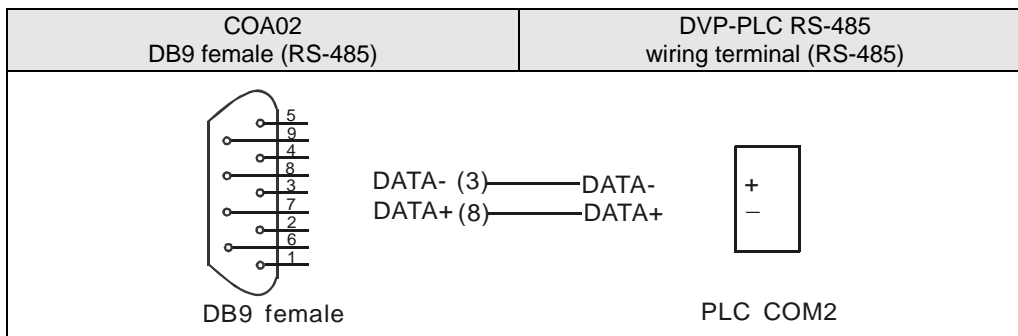 COA02
DB9 female (RS-485)
DVP-PLC RS-485
wiring terminal (RS-485)
5
9
4
8
3
7
2
6
1
DATA- (3) DATA-
DATA+ (8) DATA+
+
−
DB9 female
PLC COM2